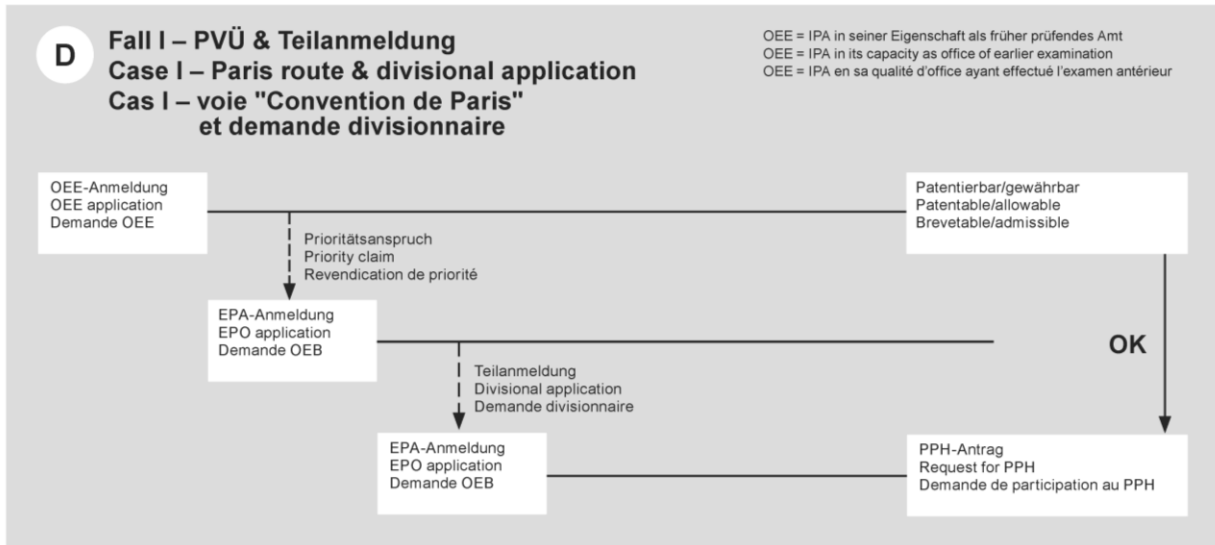 D
Fall I – PVÜ & Teilanmeldung
Case I – Paris route & divisional application
Cas I – voie "Convention de Paris"
et demande divisionnaire
OEE = IPA in seiner Eigenschaft als früher prüfendes Amt
OEE = IPA in its capacity as office of earlier examination
OEE = IPA en sa qualité d'office ayant effectué l'examen antérieur
OEE-Anmeldung
OEE application
Demande OEE
Patentierbar/gewährbar
Patentable/allowable
Brevetable/admissible
Prioritätsanspruch
Priority claim
Revendication de priorité
EPA-Anmeldung
EPO application
Demande OEB
OK
Teilanmeldung
Divisional application
Demande divisionnaire
EPA-Anmeldung
EPO application
Demande OEB
PPH-Antrag
Request for PPH
Demande de participation au PPH